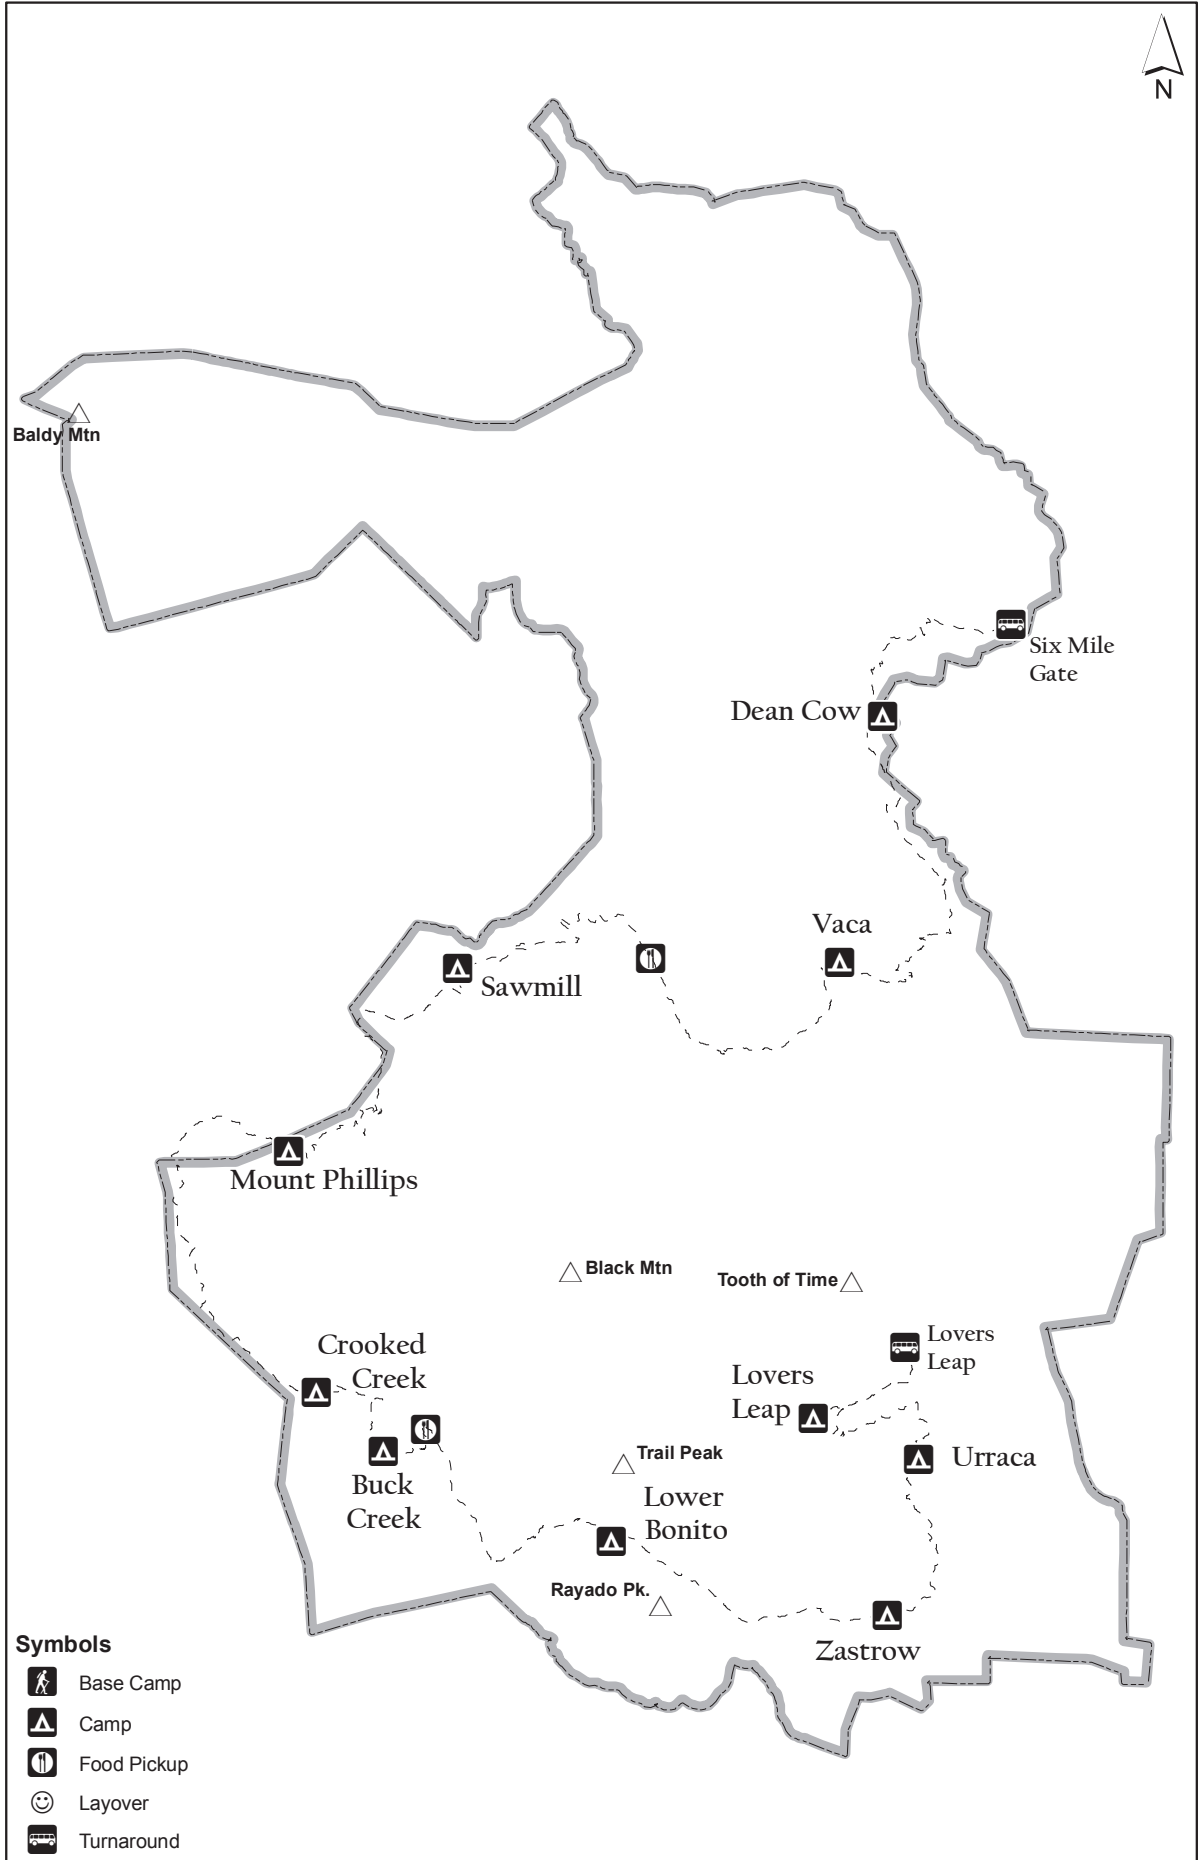 N
Baldy Mtn
Six Mile
Gate
Dean Cow
Vaca
Sawmill
Mount Phillips
Black Mtn
Tooth of Time
Crooked
Creek
Lovers
Leap
Lovers
Leap
Trail Peak
Urraca
Buck
Creek
Lower
Bonito
Rayado Pk.
Zastrow
Symbols
Base Camp
Camp
Food Pickup
Layover
Turnaround